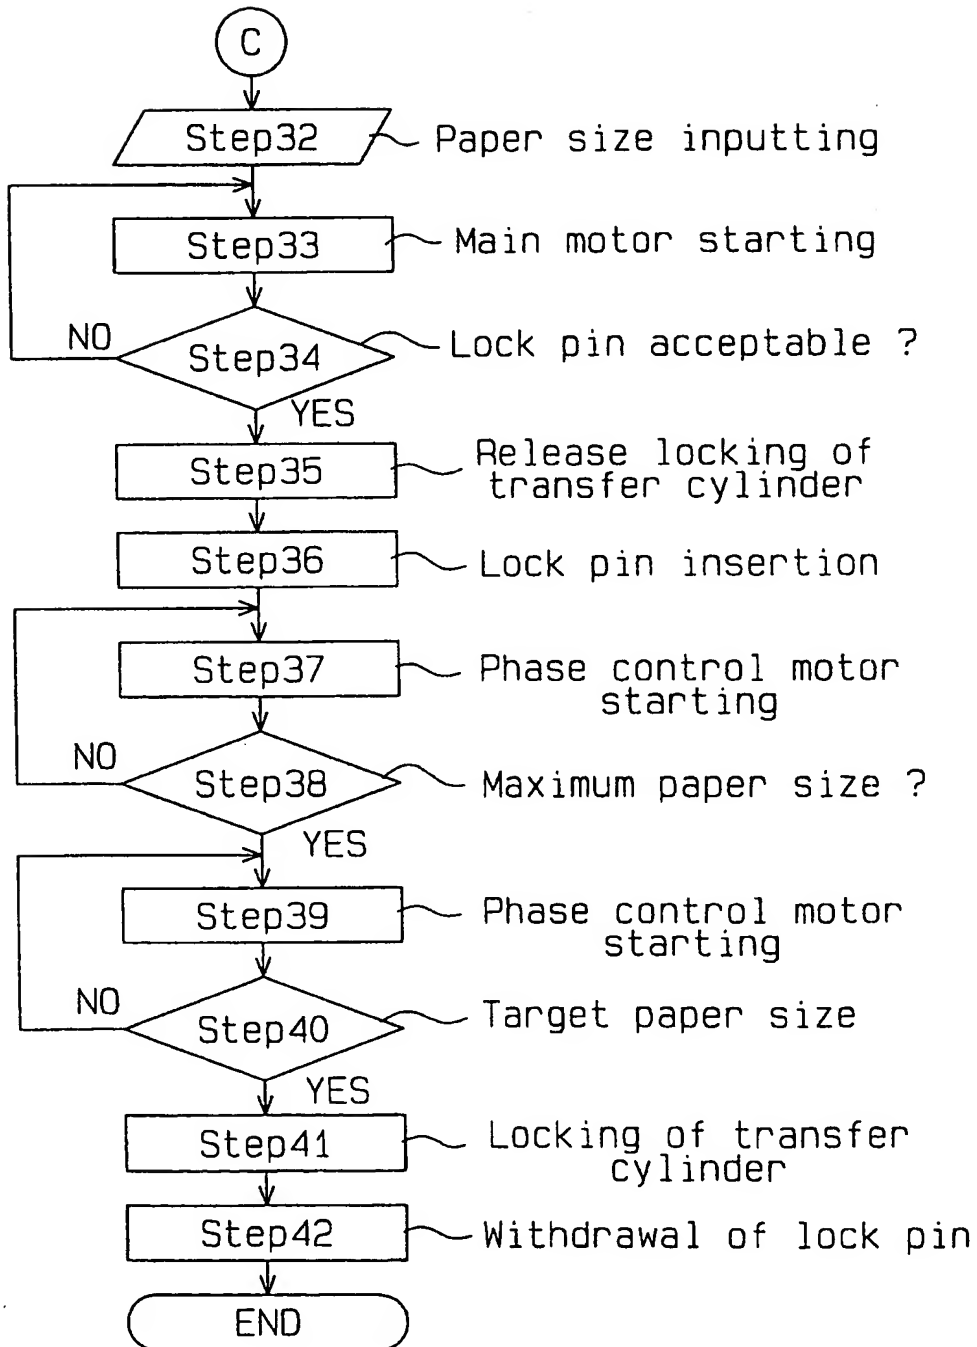 C
Step32 Paper size inputting
Step33 Main motor starting
NO
Step34 Lock pin acceptable ?
YES
Step35 Release locking of
transfer cylinder
Step36 Lock pin insertion
Step37 Phase control motor
starting
NO
Step38 Maximum paper size ?
YES
Step39 Phase control motor
starting
NO
Step40 Target paper size
YES
Step41 Locking of transfer
cylinder
Step42 Withdrawal of lock pin
END